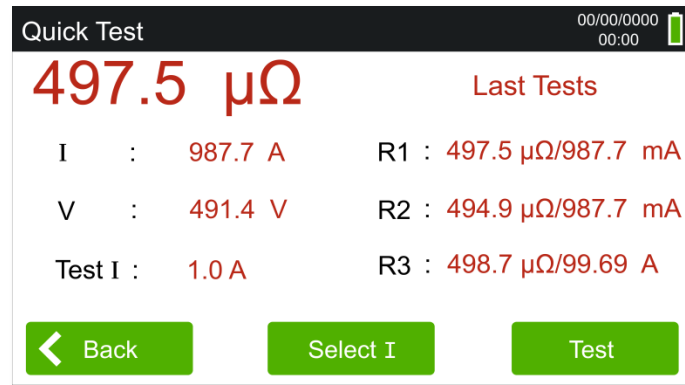 Quick Test
00/00/0000
00:00
497.5 μΩ
Last Tests
I : 987.7 A
R1 : 497.5 μΩ/987.7 mA
V : 491.4 V
R2 : 494.9 μΩ/987.7 mA
Test I : 1.0 A
R3 : 498.7 μΩ/99.69 A
Back
Select I
Test